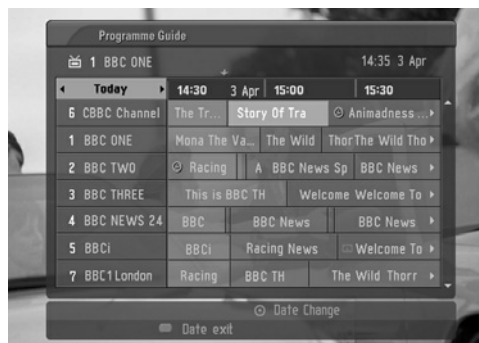 Programme Guide
1 BBC ONE 14:35 3 Apr
Today 14:30 3 Apr 15:00 15:30
6 CBBC Channel The Tr... Story Of Tra Animadness ...
1 BBC ONE Mona The Va... The Wild Thor The Wild Tho
2 BBC TWO Racing A BBC News Sp BBC News
3 BBC THREE This is BBC TH Welcome Welcome To
4 BBC NEWS 24 BBC BBC News BBC News
5 BBCi BBCi Racing News Welcome To
7 BBC1 London Racing BBC TH The Wild Thorr
Date Change
Date exit